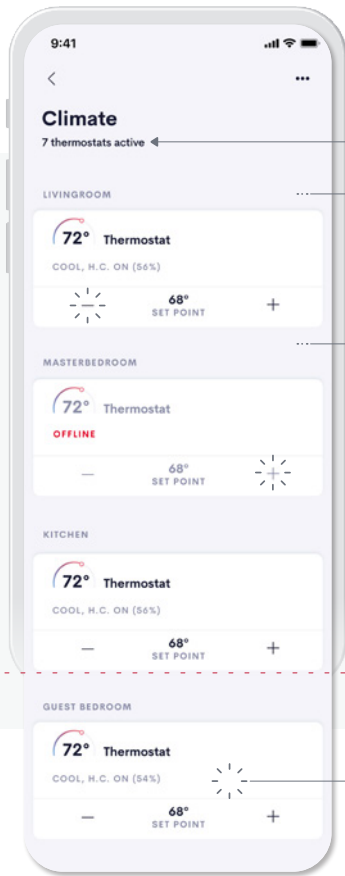 9:41
Climate
7 thermostats active
LIVINGROOM
72° Thermostat
COOL, H.C. ON (56%)
— 68° +
SET POINT
MASTERBEDROOM
72° Thermostat
OFFLINE
— 68° +
SET POINT
KITCHEN
72° Thermostat
COOL, H.C. ON (56%)
— 68° +
SET POINT
GUEST BEDROOM
72° Thermostat
COOL, H.C. ON (54%)
— 68° +
SET POINT